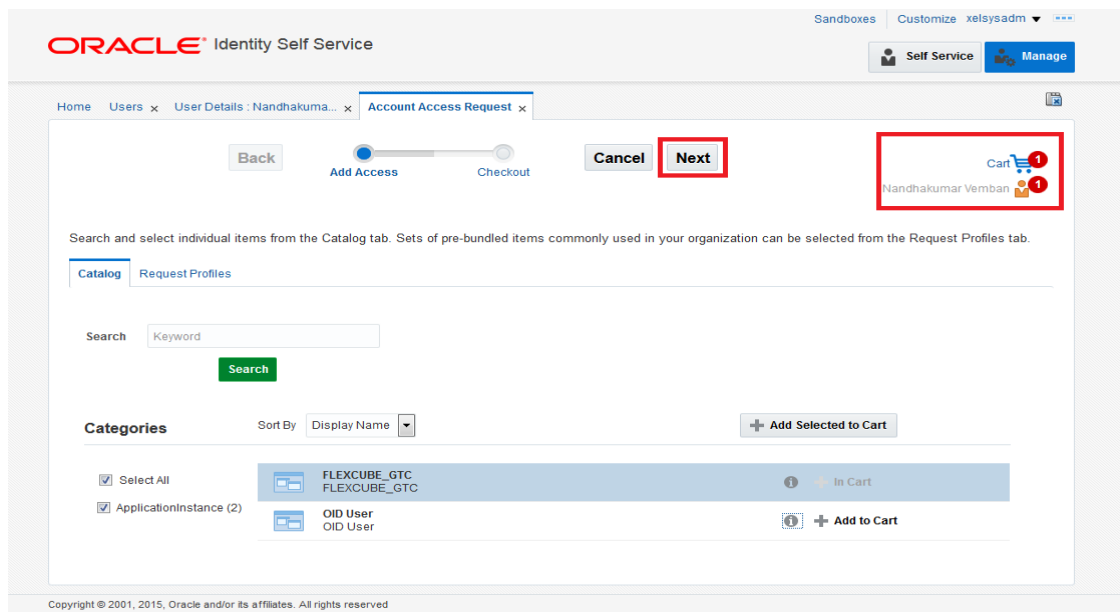 Sandboxes Customize xelsysadm
ORACLE Identity Self Service
Self Service Manage
Home Users x User Details : Nandhakuma... x Account Access Request x
Back Add Access Checkout Cancel Next
Cart 1
Nandhakumar Vemban 1
Search and select individual items from the Catalog tab. Sets of pre-bundled items commonly used in your organization can be selected from the Request Profiles tab.
Catalog Request Profiles
Search Keyword
Search
Categories Sort By Display Name Add Selected to Cart
Select All
ApplicationInstance (2)
FLEXCUBE_GTC
FLEXCUBE_GTC
In Cart
OID User
OID User
Add to Cart
Copyright © 2001, 2015, Oracle and/or its affiliates. All rights reserved